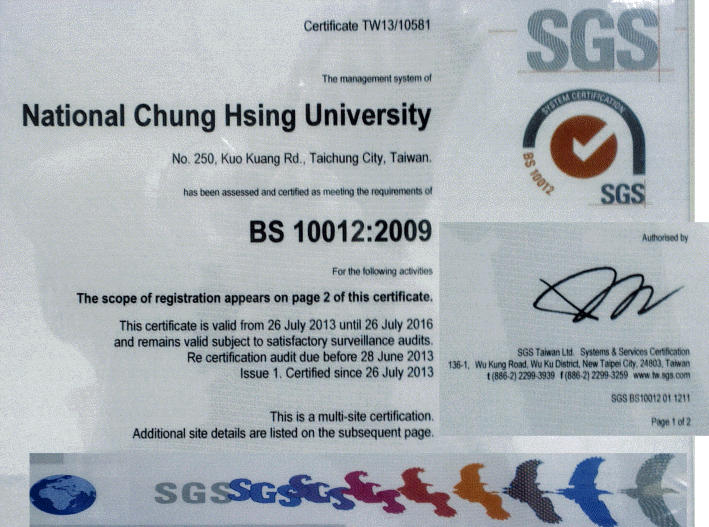 Certificate TW13/10581
SGS
The management system of
National Chung Hsing University
No. 250, Kuo Kuang Rd., Taichung City, Taiwan.
SYSTEM CERTIFICATION
BS 10012
SGS
has been assessed and certified as meeting the requirements of
BS 10012:2009
For the following activities
The scope of registration appears on page 2 of this certificate.
This certificate is valid from 26 July 2013 until 26 July 2016
and remains valid subject to satisfactory surveillance audits.
Re certification audit due before 28 June 2013
Issue 1. Certified since 26 July 2013
This is a multi-site certification.
Additional site details are listed on the subsequent page.
Authorised by
SGS Taiwan Ltd. Systems & Services Certification
136-1, Wu Kung Road, Wu Ku District, New Taipei City, 24803, Taiwan
t (886-2) 2299-3939 f (886-2) 2299-3259 www.tw.sgs.com
SGS BS10012 01 1211
Page 1 of 2
SGS SGS SGS SGS